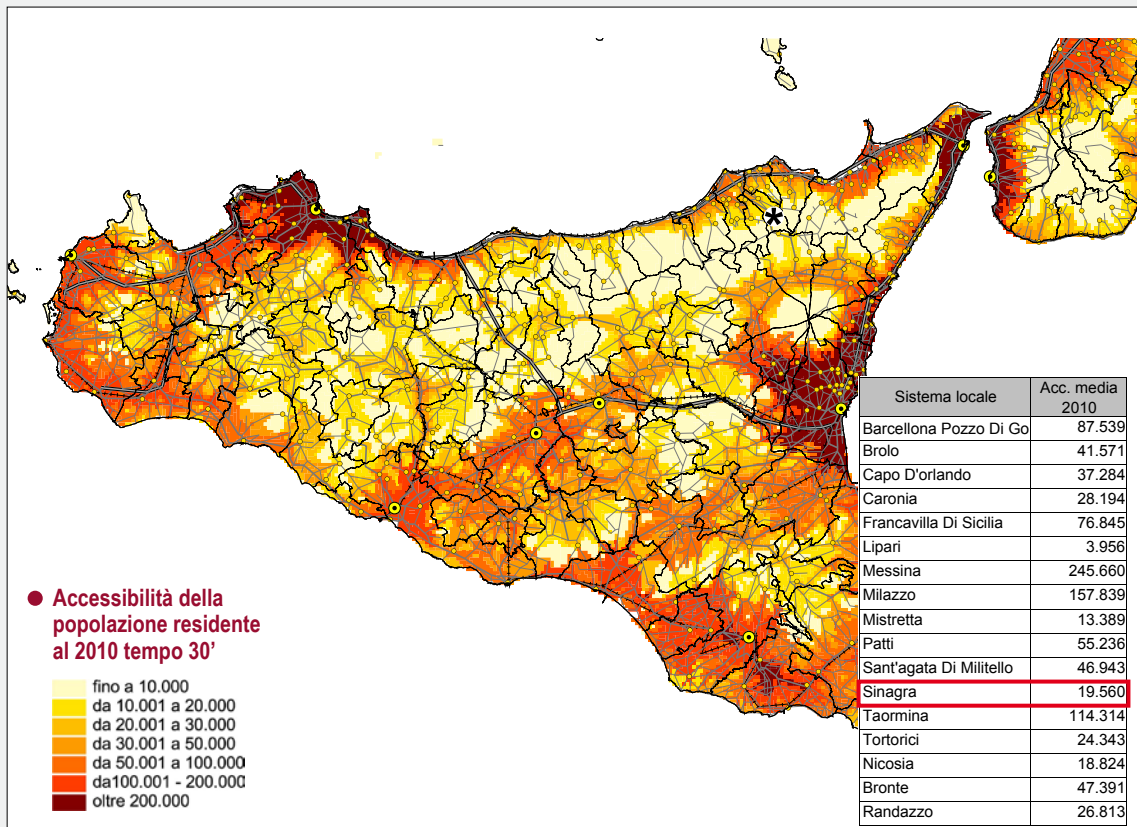 Sistema locale Acc. media 2010
Barcellona Pozzo Di Go 87.539
Brolo 41.571
Capo D'orlando 37.284
Caronia 28.194
Francavilla Di Sicilia 76.845
Lipari 3.956
Messina 245.660
Milazzo 157.839
Mistretta 13.389
Patti 55.236
Sant'agata Di Militello 46.943
Sinagra 19.560
Taormina 114.314
Tortorici 24.343
Nicosia 18.824
Bronte 47.391
Randazzo 26.813
● Accessibilità della
popolazione residente
al 2010 tempo 30'
fino a 10.000
da 10.001 a 20.000
da 20.001 a 30.000
da 30.001 a 50.000
da 50.001 a 100.000
da100.001 - 200.000
oltre 200.000
*